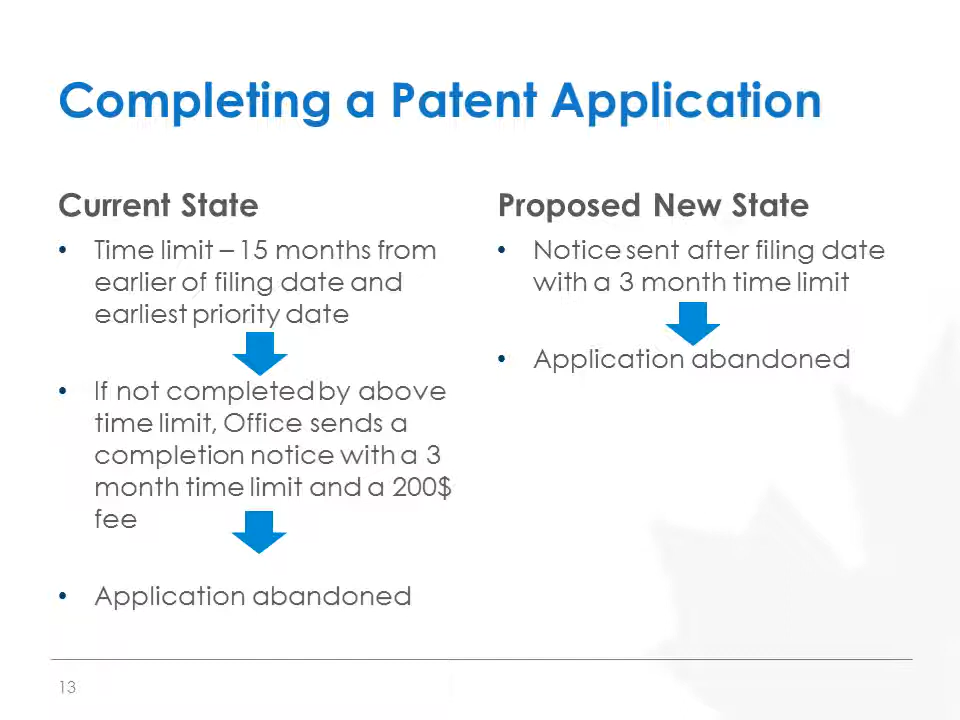 Completing a Patent Application
Current State
• Time limit – 15 months from
earlier of filing date and
earliest priority date
• If not completed by above
time limit, Office sends a
completion notice with a 3
month time limit and a 200$
fee
• Application abandoned
Proposed New State
• Notice sent after filing date
with a 3 month time limit
• Application abandoned
13